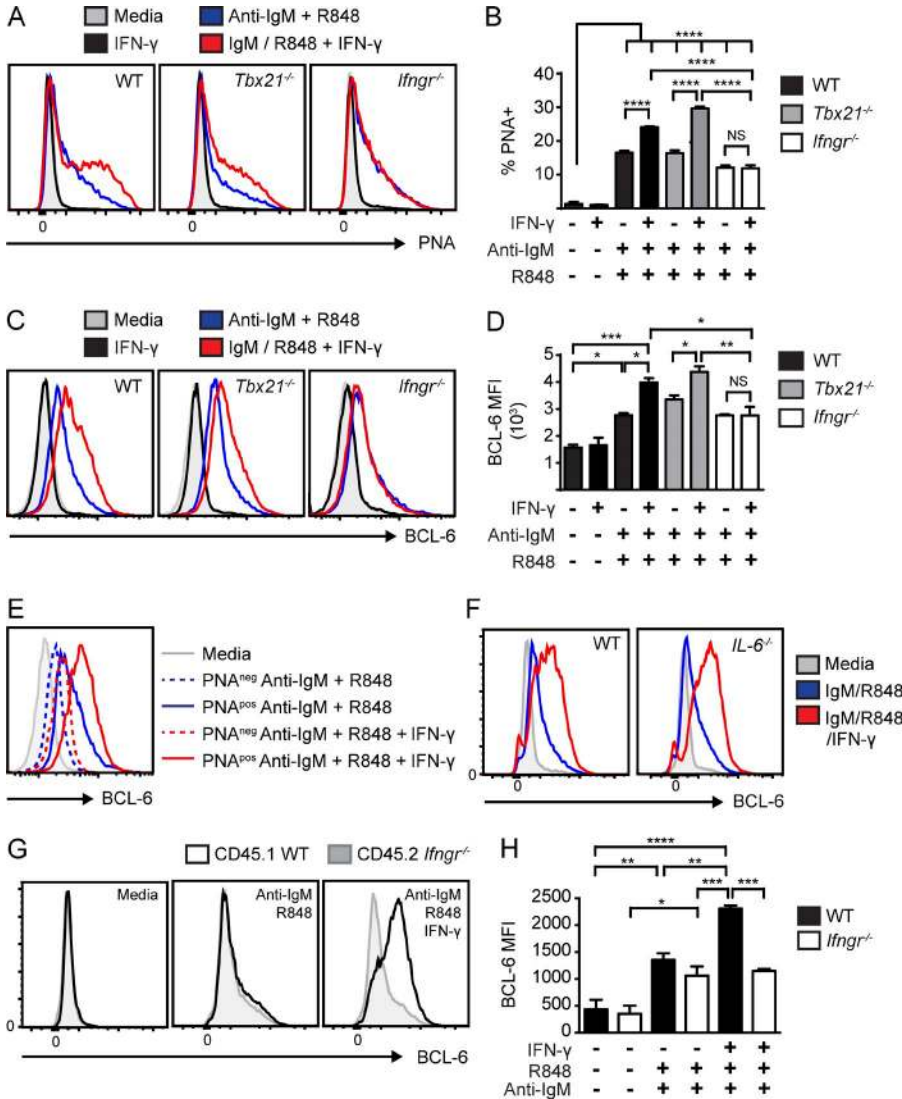 A
Media
Anti-IgM + R848
IFN-γ
IgM / R848 + IFN-γ
WT
Tbx21-/-
Ifngr-/-
0
0
0
PNA
B
****
****
****
****
****
NS
% PNA+
40
30
20
10
WT
Tbx21-/-
Ifngr-/-
IFN-γ - + - + - + - +
Anti-IgM - - + + + + + +
R848 - - + + + + + +
C
Media
Anti-IgM + R848
IFN-γ
IgM / R848 + IFN-γ
WT
Tbx21-/-
Ifngr-/-
BCL-6
D
***
*
*
*
*
**
NS
BCL-6 MFI
(10³)
5
4
3
2
1
WT
Tbx21-/-
Ifngr-/-
IFN-γ - + - + - + - +
Anti-IgM - - + + + + + +
R848 - - + + + + + +
E
Media
PNAneg Anti-IgM + R848
PNApos Anti-IgM + R848
PNAneg Anti-IgM + R848 + IFN-γ
PNApos Anti-IgM + R848 + IFN-γ
BCL-6
F
WT
IL-6-/-
Media
IgM/R848
IgM/R848
/IFN-γ
0
0
BCL-6
G
CD45.1 WT
CD45.2 Ifngr-/-
Media
Anti-IgM
R848
Anti-IgM
R848
IFN-γ
0
0
0
0
BCL-6
H
****
**
**
*
***
***
BCL-6 MFI
2500
2000
1500
1000
500
0
WT
Ifngr-/-
IFN-γ - - - - + +
R848 - - + + + +
Anti-IgM - - + + + +